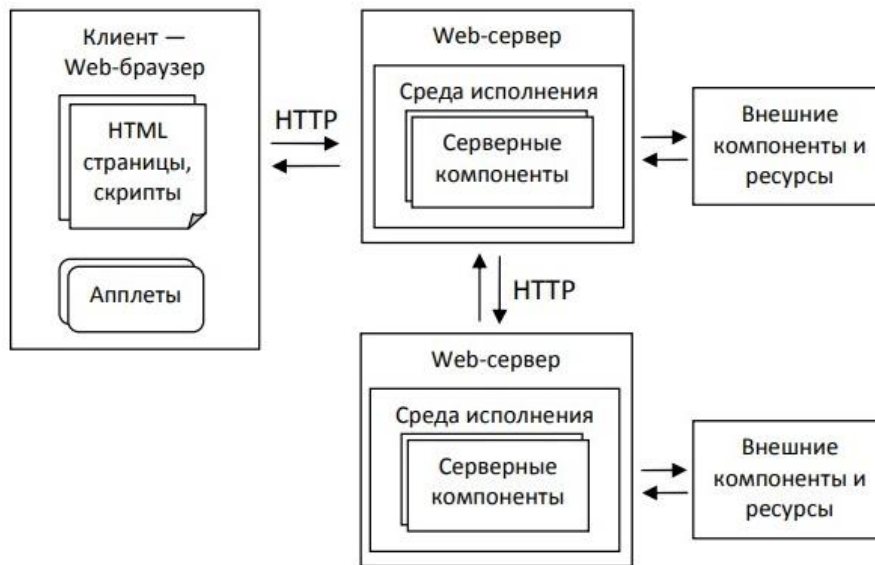 Клиент —
Web-браузер
HTML
страницы,
скрипты
Апплеты
HTTP
Web-сервер
Среда исполнения
Серверные
компоненты
Внешние
компоненты и
ресурсы
HTTP
Web-сервер
Среда исполнения
Серверные
компоненты
Внешние
компоненты и
ресурсы